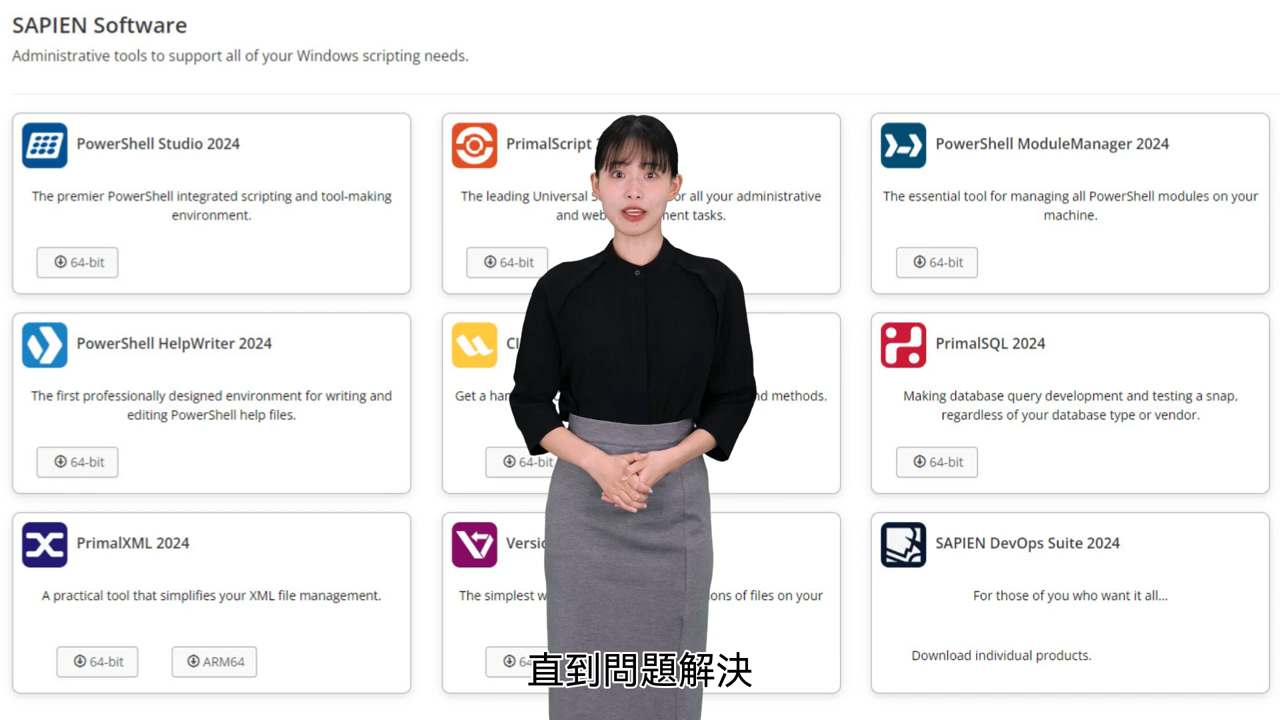 SAPIEN Software
Administrative tools to support all of your Windows scripting needs.
PowerShell Studio 2024
The premier PowerShell integrated scripting and tool-making
environment.
64-bit
PrimalScript
The leading Universal S or all your administrative
and web ent tasks.
64-bit
PowerShell ModuleManager 2024
The essential tool for managing all PowerShell modules on your
machine.
64-bit
PowerShell HelpWriter 2024
The first professionally designed environment for writing and
editing PowerShell help files.
64-bit
Get a nd methods.
64-bit
PrimalSQL 2024
Making database query development and testing a snap,
regardless of your database type or vendor.
64-bit
PrimalXML 2024
A practical tool that simplifies your XML file management.
64-bit
ARM64
Versio
The simplest w ons of files on your
SAPIEN DevOps Suite 2024
For those of you who want it all...
Download individual products.
直到問題解決